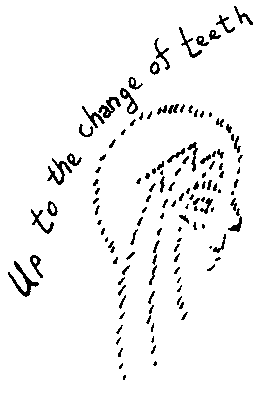 Up to the change of teeth